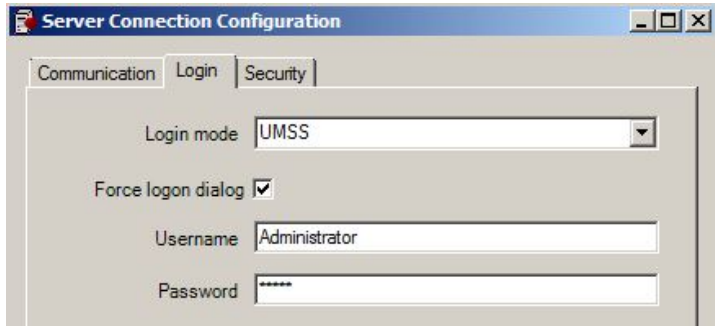 Server Connection Configuration
Communication Login Security
Login mode UMSS
Force logon dialog
Username Administrator
Password *****